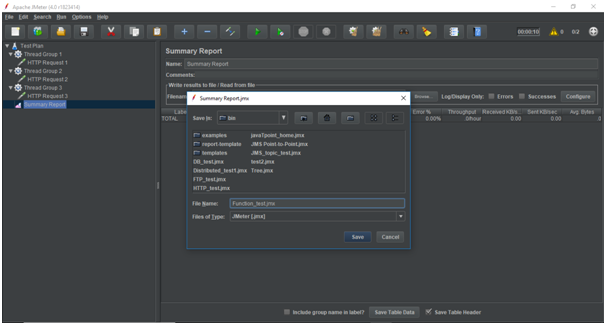 Apache JMeter (4.0 r1823414)
File Edit Search Run Options Help
00:00:10 0 0/2
Test Plan
Thread Group 1
HTTP Request 1
Thread Group 2
HTTP Request 2
Thread Group 3
HTTP Request 3
Summary Report
Summary Report
Name: Summary Report
Comments:
Write results to file / Read from file
Filename
Browse... Log/Display Only: Errors Successes Configure
Label Error % Throughput Received KB/s... Sent KB/sec Avg. Bytes
TOTAL 0.00% .0/hour 0.00 0.00 .0
Summary Report.jmx
Save In: bin
examples javaTpoint_home.jmx
report-template JMS Point-to-Point.jmx
templates JMS_topic_test.jmx
DB_test.jmx test2.jmx
Distributed_test1.jmx Tree.jmx
FTP_test.jmx
HTTP_test.jmx
File Name: Function_test.jmx
Files of Type: JMeter [.jmx]
Save Cancel
Include group name in label? Save Table Data Save Table Header